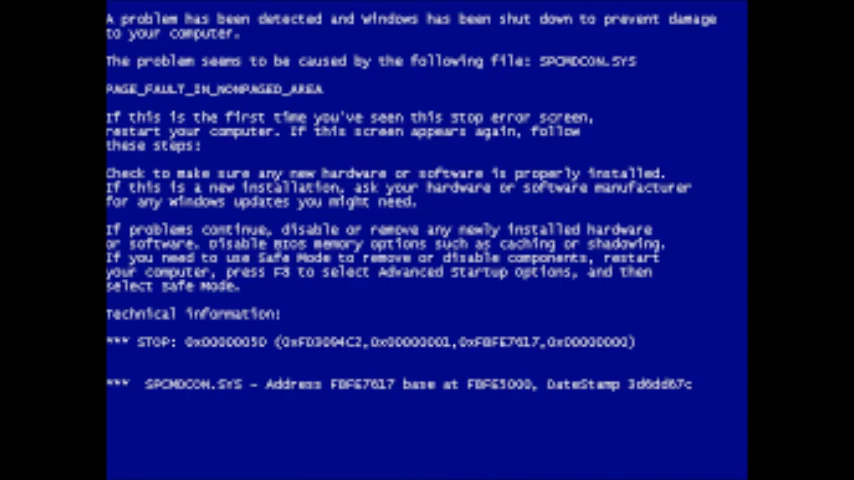 A problem has been detected and windows has been shut down to prevent damage
to your computer.
The problem seems to be caused by the following file: SPCMDCON.SYS
PAGE_FAULT_IN_NONPAGED_AREA
If this is the first time you've seen this stop error screen,
restart your computer. If this screen appears again, follow
these steps:
Check to make sure any new hardware or software is properly installed.
If this is a new installation, ask your hardware or software manufacturer
for any windows updates you might need.
If problems continue, disable or remove any newly installed hardware
or software. Disable BIOS memory options such as caching or shadowing.
If you need to use Safe Mode to remove or disable components, restart
your computer, press F8 to select Advanced Startup Options, and then
select Safe Mode.
Technical information:
*** STOP: 0x00000050 (0xFD3094C2,0x00000001,0xFBFE7617,0x00000000)
*** SPCMDCON.SYS - Address FBFE7617 base at FBFE5000, DateStamp 3d6dd67c